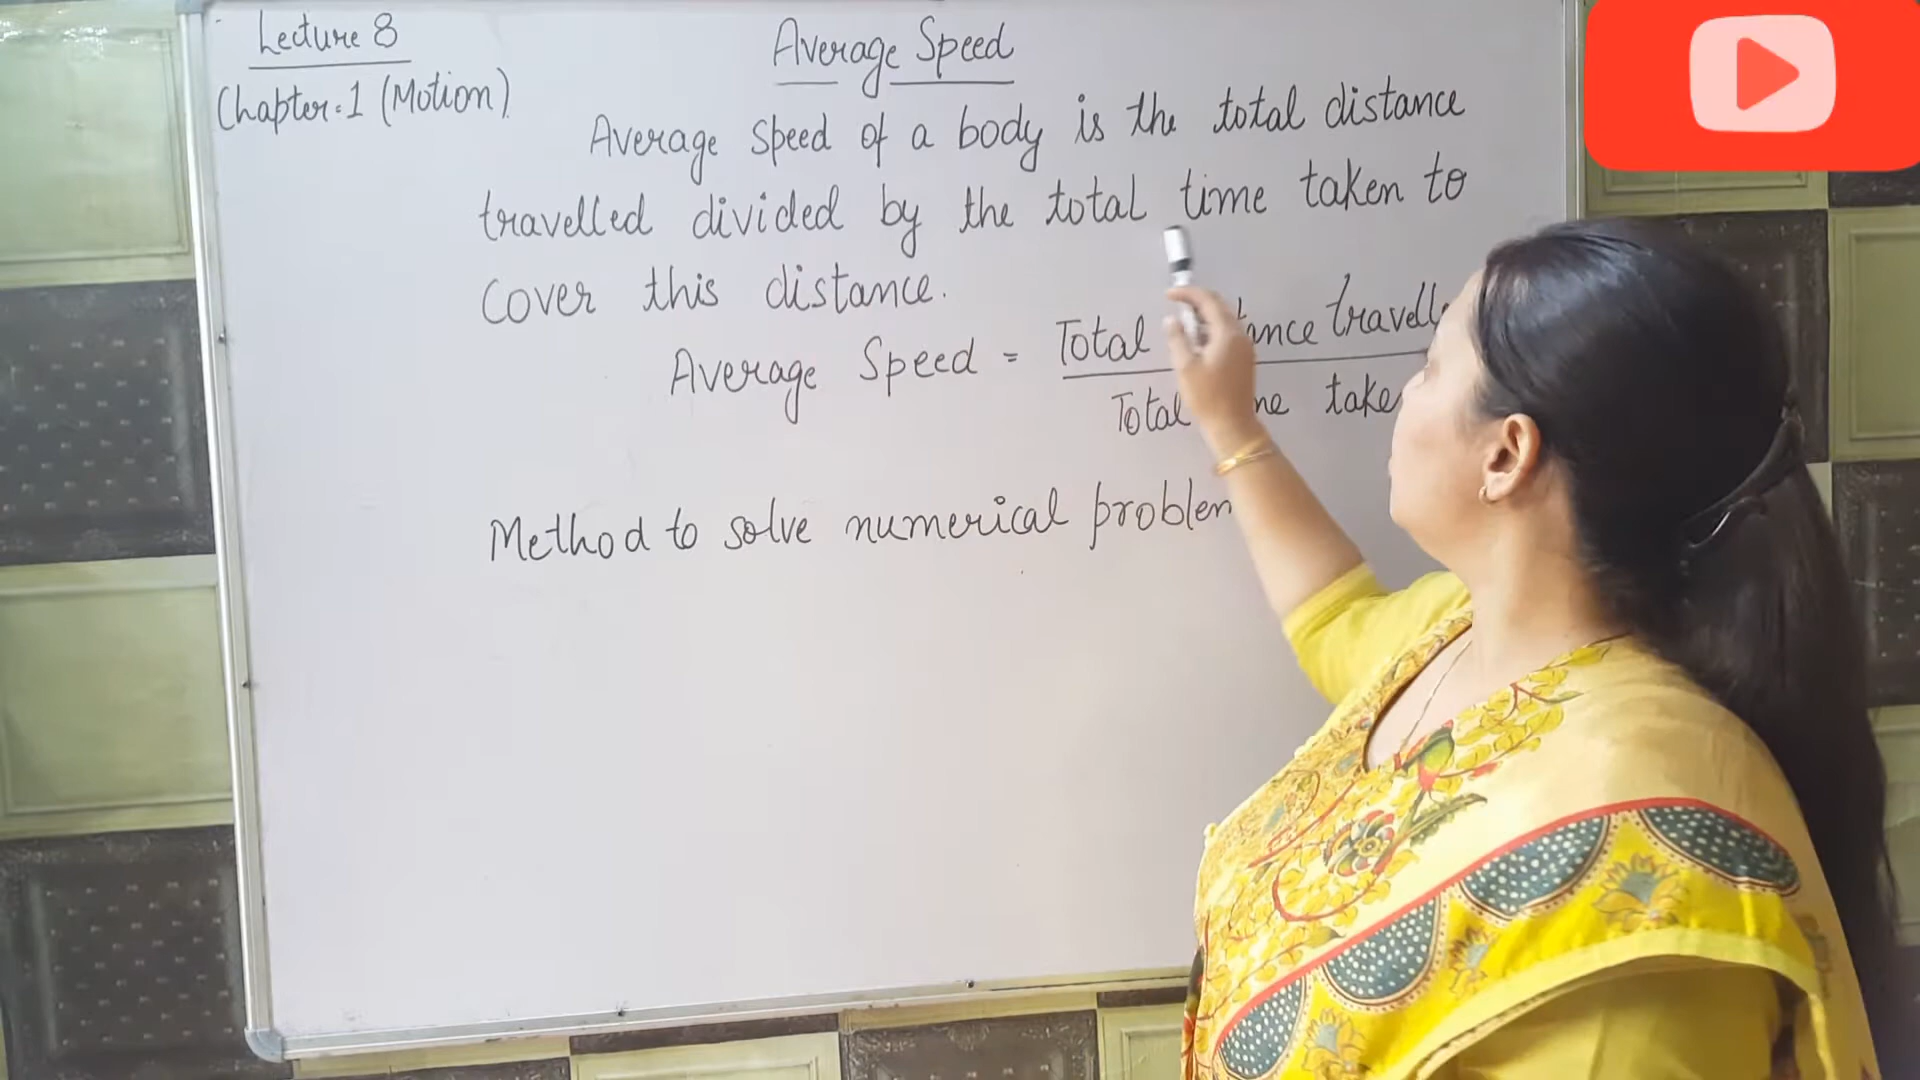 Lecture 8
Chapter:1 (Motion)
Average Speed
Average speed of a body is the total distance
travelled divided by the total time taken to
cover this distance.
Average Speed = Total
Total
Method to solve numerical